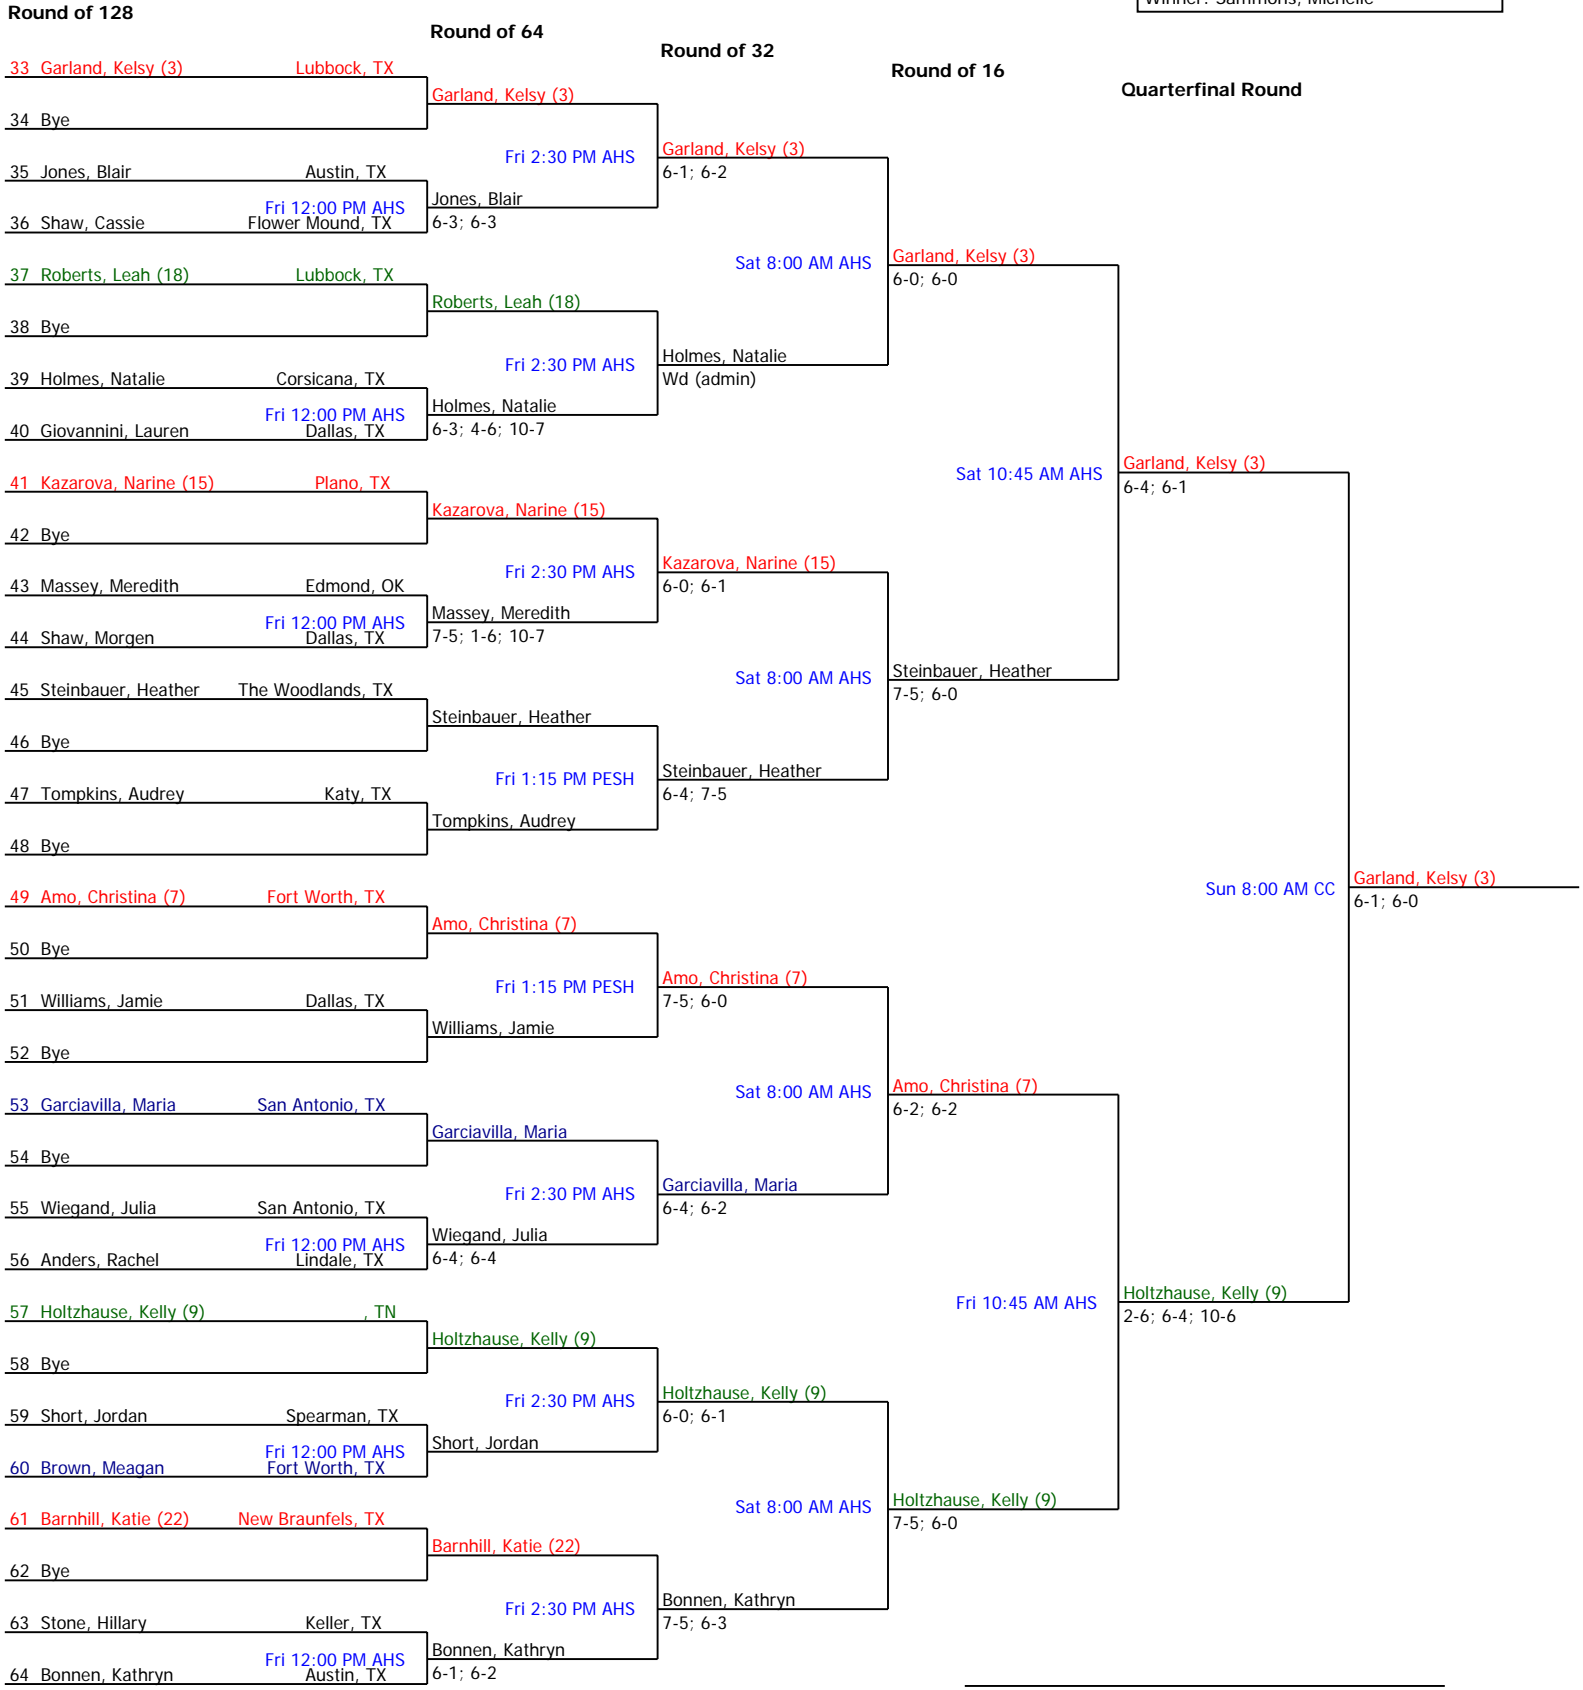 Winner: Sammons, Michelle
Round of 128
Round of 64
Round of 32
Round of 16
Quarterfinal Round
33 Garland, Kelsy (3) Lubbock, TX
Garland, Kelsy (3)
34 Bye
Fri 2:30 PM AHS
Garland, Kelsy (3)
6-1; 6-2
35 Jones, Blair Austin, TX
Fri 12:00 PM AHS
Jones, Blair
6-3; 6-3
36 Shaw, Cassie Flower Mound, TX
Sat 8:00 AM AHS
Garland, Kelsy (3)
6-0; 6-0
37 Roberts, Leah (18) Lubbock, TX
Roberts, Leah (18)
38 Bye
Fri 2:30 PM AHS
Holmes, Natalie
Wd (admin)
39 Holmes, Natalie Corsicana, TX
Fri 12:00 PM AHS
Holmes, Natalie
6-3; 4-6; 10-7
40 Giovannini, Lauren Dallas, TX
Sat 10:45 AM AHS
Garland, Kelsy (3)
6-4; 6-1
41 Kazarova, Narine (15) Plano, TX
Kazarova, Narine (15)
42 Bye
Fri 2:30 PM AHS
Kazarova, Narine (15)
6-0; 6-1
43 Massey, Meredith Edmond, OK
Fri 12:00 PM AHS
Massey, Meredith
7-5; 1-6; 10-7
44 Shaw, Morgen Dallas, TX
Sat 8:00 AM AHS
Steinbauer, Heather
7-5; 6-0
45 Steinbauer, Heather The Woodlands, TX
Steinbauer, Heather
46 Bye
Fri 1:15 PM PESH
Steinbauer, Heather
6-4; 7-5
47 Tompkins, Audrey Katy, TX
Tompkins, Audrey
48 Bye
Sun 8:00 AM CC
Garland, Kelsy (3)
6-1; 6-0
49 Amo, Christina (7) Fort Worth, TX
Amo, Christina (7)
50 Bye
Fri 1:15 PM PESH
Amo, Christina (7)
7-5; 6-0
51 Williams, Jamie Dallas, TX
Williams, Jamie
52 Bye
Sat 8:00 AM AHS
Amo, Christina (7)
6-2; 6-2
53 Garciavilla, Maria San Antonio, TX
Garciavilla, Maria
54 Bye
Fri 2:30 PM AHS
Garciavilla, Maria
6-4; 6-2
55 Wiegand, Julia San Antonio, TX
Fri 12:00 PM AHS
Wiegand, Julia
6-4; 6-4
56 Anders, Rachel Lindale, TX
Fri 10:45 AM AHS
Holtzhause, Kelly (9)
2-6; 6-4; 10-6
57 Holtzhause, Kelly (9) , TN
Holtzhause, Kelly (9)
58 Bye
Fri 2:30 PM AHS
Holtzhause, Kelly (9)
6-0; 6-1
59 Short, Jordan Spearman, TX
Fri 12:00 PM AHS
Short, Jordan
60 Brown, Meagan Fort Worth, TX
Sat 8:00 AM AHS
Holtzhause, Kelly (9)
7-5; 6-0
61 Barnhill, Katie (22) New Braunfels, TX
Barnhill, Katie (22)
62 Bye
Fri 2:30 PM AHS
Bonnen, Kathryn
7-5; 6-3
63 Stone, Hillary Keller, TX
Fri 12:00 PM AHS
Bonnen, Kathryn
6-1; 6-2
64 Bonnen, Kathryn Austin, TX